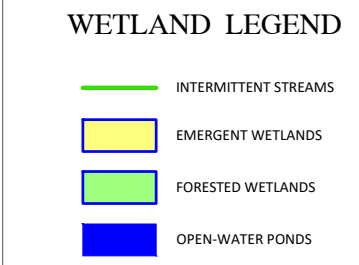 WETLAND LEGEND
INTERMITTENT STREAMS
EMERGENT WETLANDS
FORESTED WETLANDS
OPEN-WATER PONDS